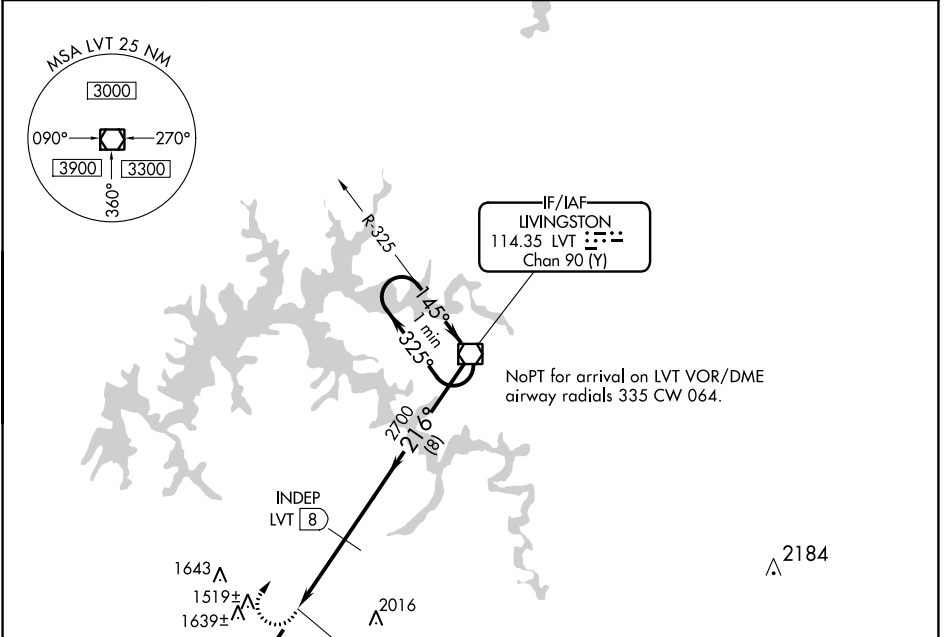 MSA LVT 25 NM
3000
090°
270°
3900
3300
360°
R-325
IF/IAF
LIVINGSTON
114.35 LVT
Chan 90 (Y)
145°
1 min
325°
NoPT for arrival on LVT VOR/DME
airway radials 335 CW 064.
2700
216°
(8)
INDEP
LVT 8
1643
1519±
1639±
2016
2184